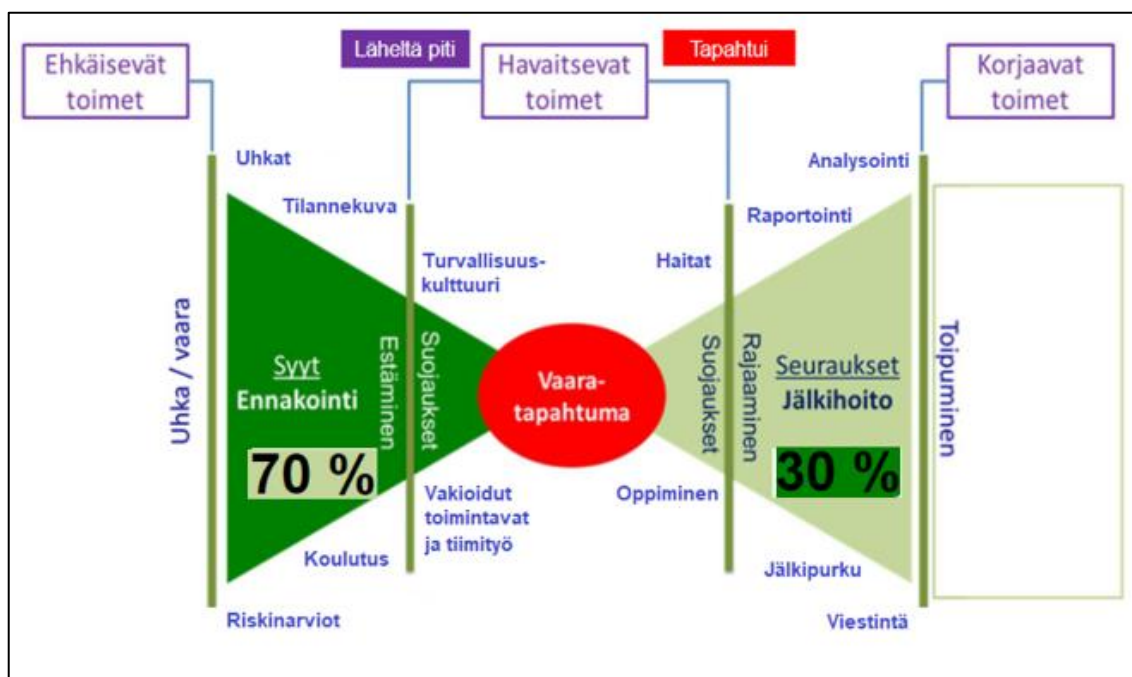 Läheltä piti
Tapahtui
Ehkäisevät
toimet
Havaitsevat
toimet
Korjaavat
toimet
Uhkat
Analysointi
Tilannekuva
Raportointi
Turvallisuus-
kulttuuri
Haitat
Uhka / vaara
Syyt
Ennakointi
70 %
Estäminen
Suojaukset
Vaara-
tapahtuma
Suojaukset
Rajaaminen
Seuraukset
Jälkihoito
30 %
Toipuminen
Vakioidut
toimintavat
ja tiimityö
Oppiminen
Koulutus
Jälkipurku
Riskinarviot
Viestintä